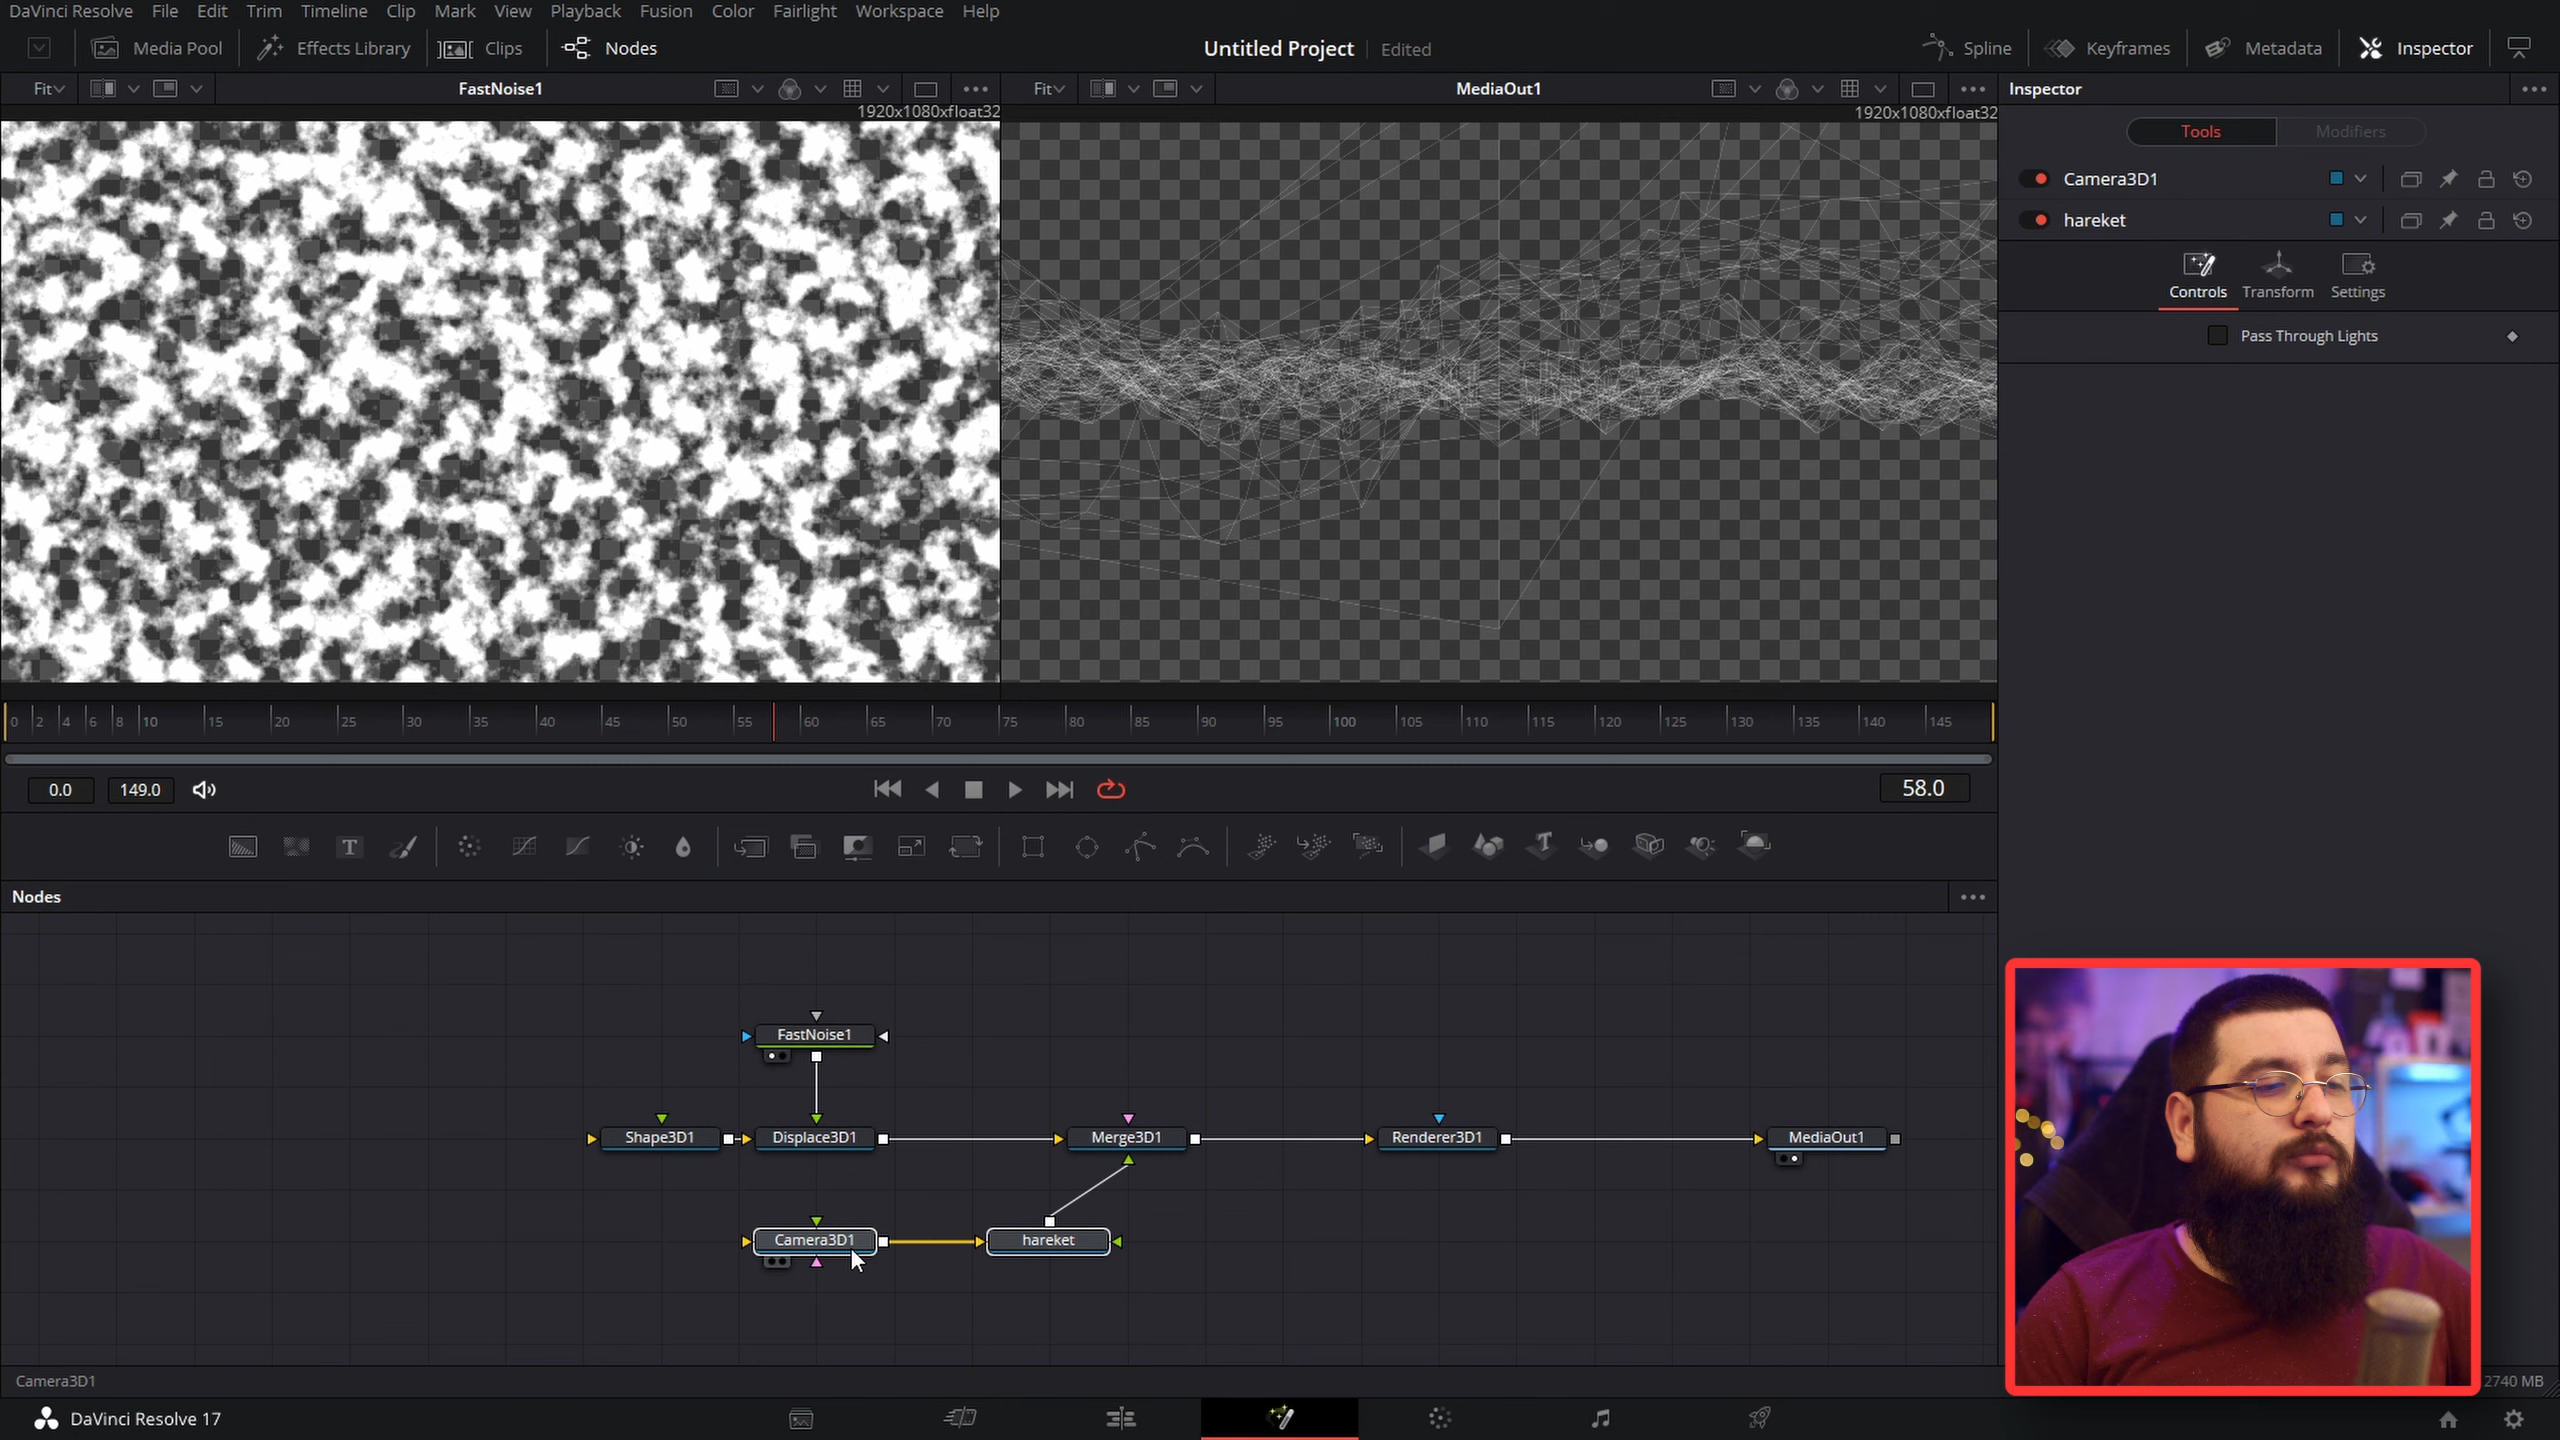 DaVinci Resolve File Edit Trim Timeline Clip Mark View Playback Fusion Color Fairlight Workspace Help
Media Pool Effects Library Clips Nodes Untitled Project Edited Spline Keyframes Metadata Inspector
Fit FastNoise1 Fit MediaOut1 Inspector
1920x1080xfloat32 1920x1080xfloat32
Tools Modifiers
Camera3D1
hareket
Controls Transform Settings
Pass Through Lights
0 2 4 6 8 10 15 20 25 30 35 40 45 50 55 60 65 70 75 80 85 90 95 100 105 110 115 120 125 130 135 140 145
0.0 149.0 58.0
Nodes
FastNoise1
Shape3D1 Displace3D1 Merge3D1 Renderer3D1 MediaOut1
Camera3D1 hareket
Camera3D1 2740 MB
DaVinci Resolve 17